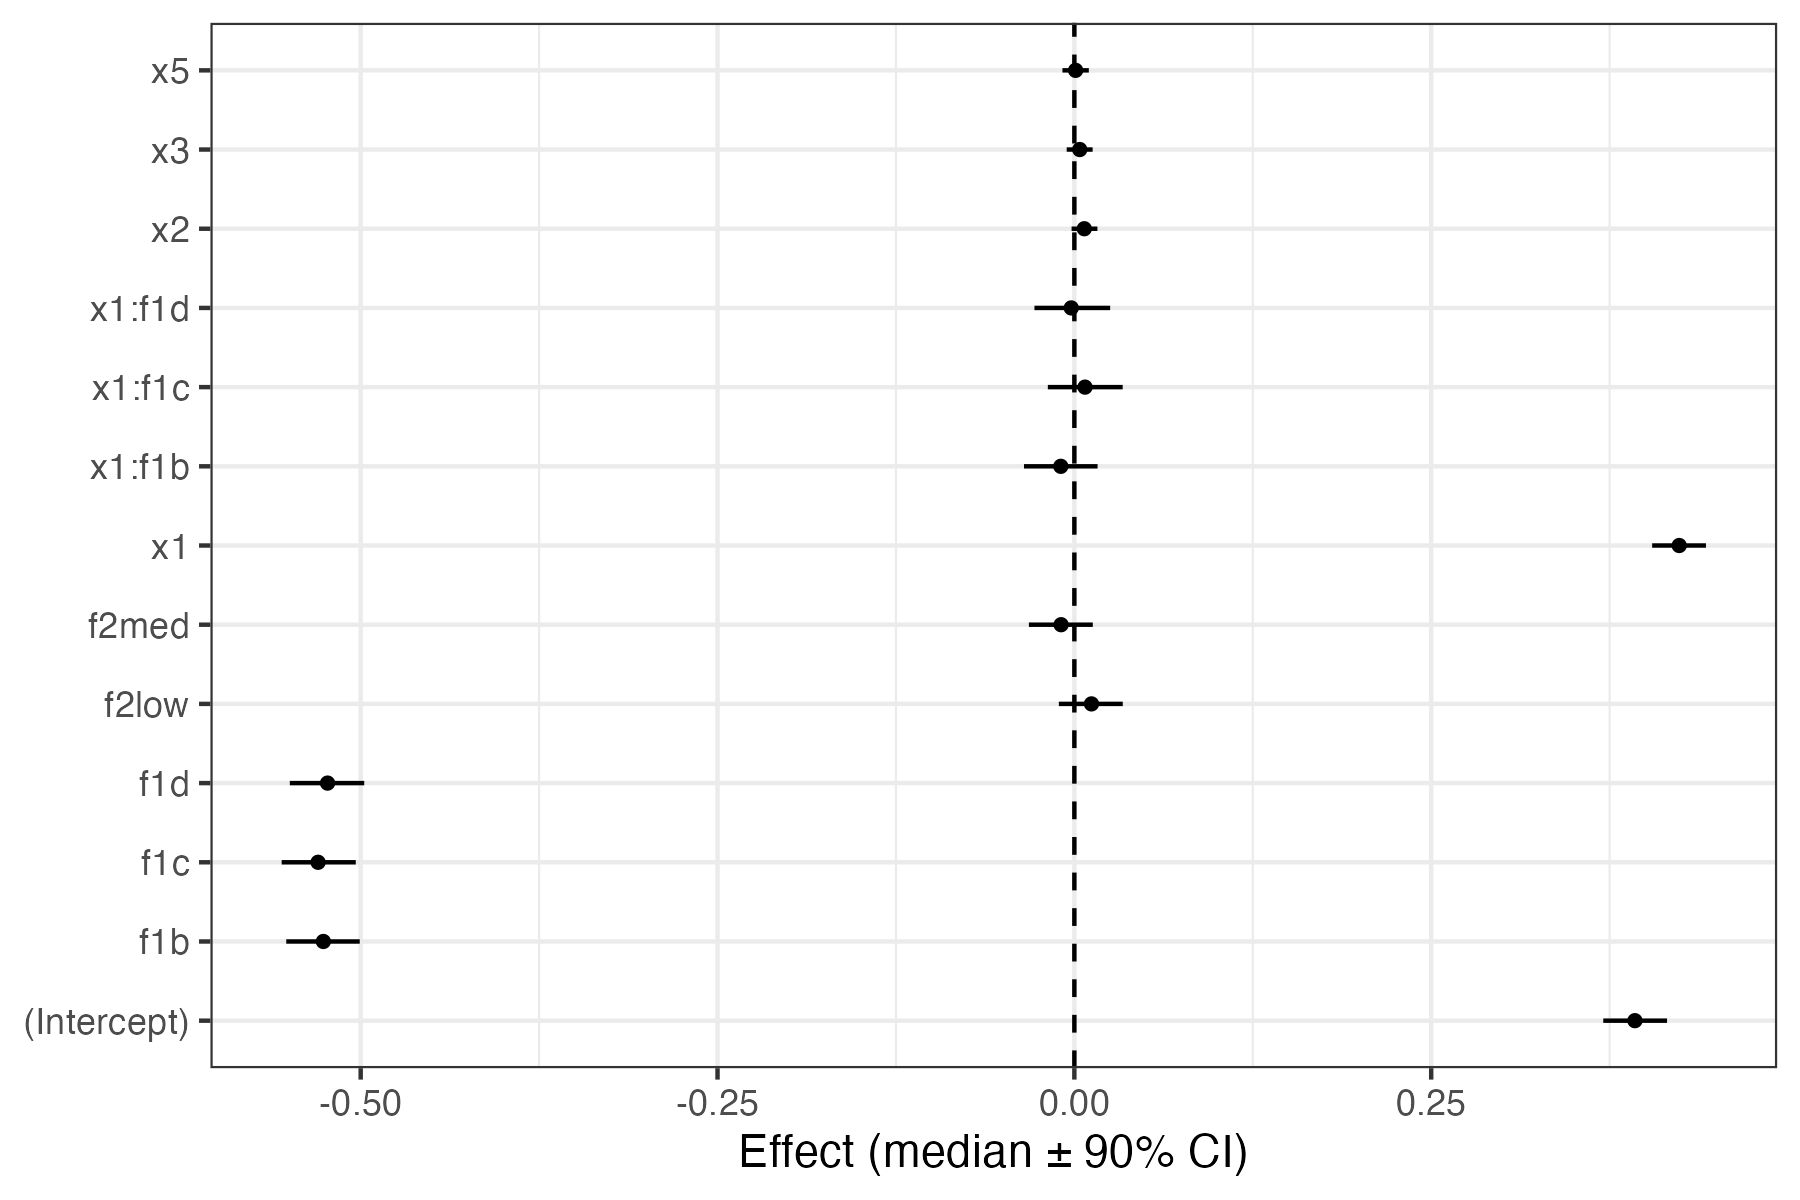 x5
x3
x2
x1:f1d
x1:f1c
x1:f1b
x1
f2med
f2low
f1d
f1c
f1b
(Intercept)
-0.50 -0.25 0.00 0.25
Effect (median ± 90% CI)